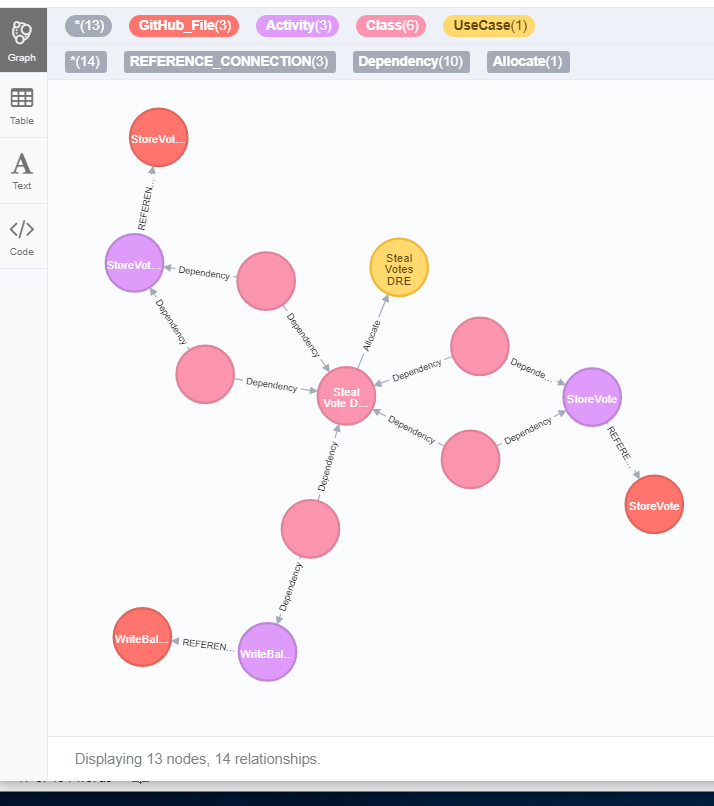 *(13) GitHub_File(3) Activity(3) Class(6) UseCase(1)
*(14) REFERENCE_CONNECTION(3) Dependency(10) Allocate(1)
Graph
Table
Text
Code
StoreVot...
REFEREN...
StoreVot...
Dependency
Dependency
Dependency
Dependency
Steal
Votes
DRE
Allocate
Steal
Vote D...
Dependency
Depende...
StoreVote
Dependency
Dependency
REFERE...
StoreVote
Dependency
Dependency
WriteBal...
REFEREN...
WriteBal...
Displaying 13 nodes, 14 relationships.